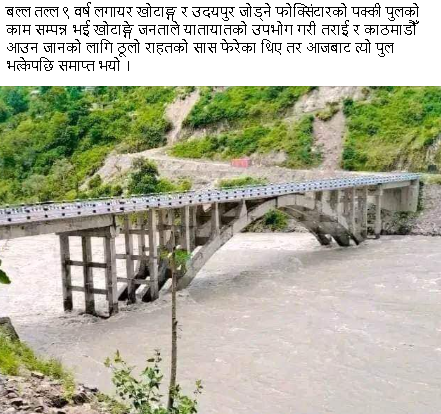 बल्ल तल्ल ९ वर्ष लगायर खोटाङ्ग र उदयपुर जोड्ने फोक्सिंटारको पक्की पुलको
काम सम्पन्न भई खोटाङ्गे जनताले यातायातको उपभोग गरी तराई र काठमाडौँ
आउन जानको लागि ठूलो राहतको सास फेरेका थिए तर आजबाट त्यो पुल
भत्केपछि समाप्त भयो ।